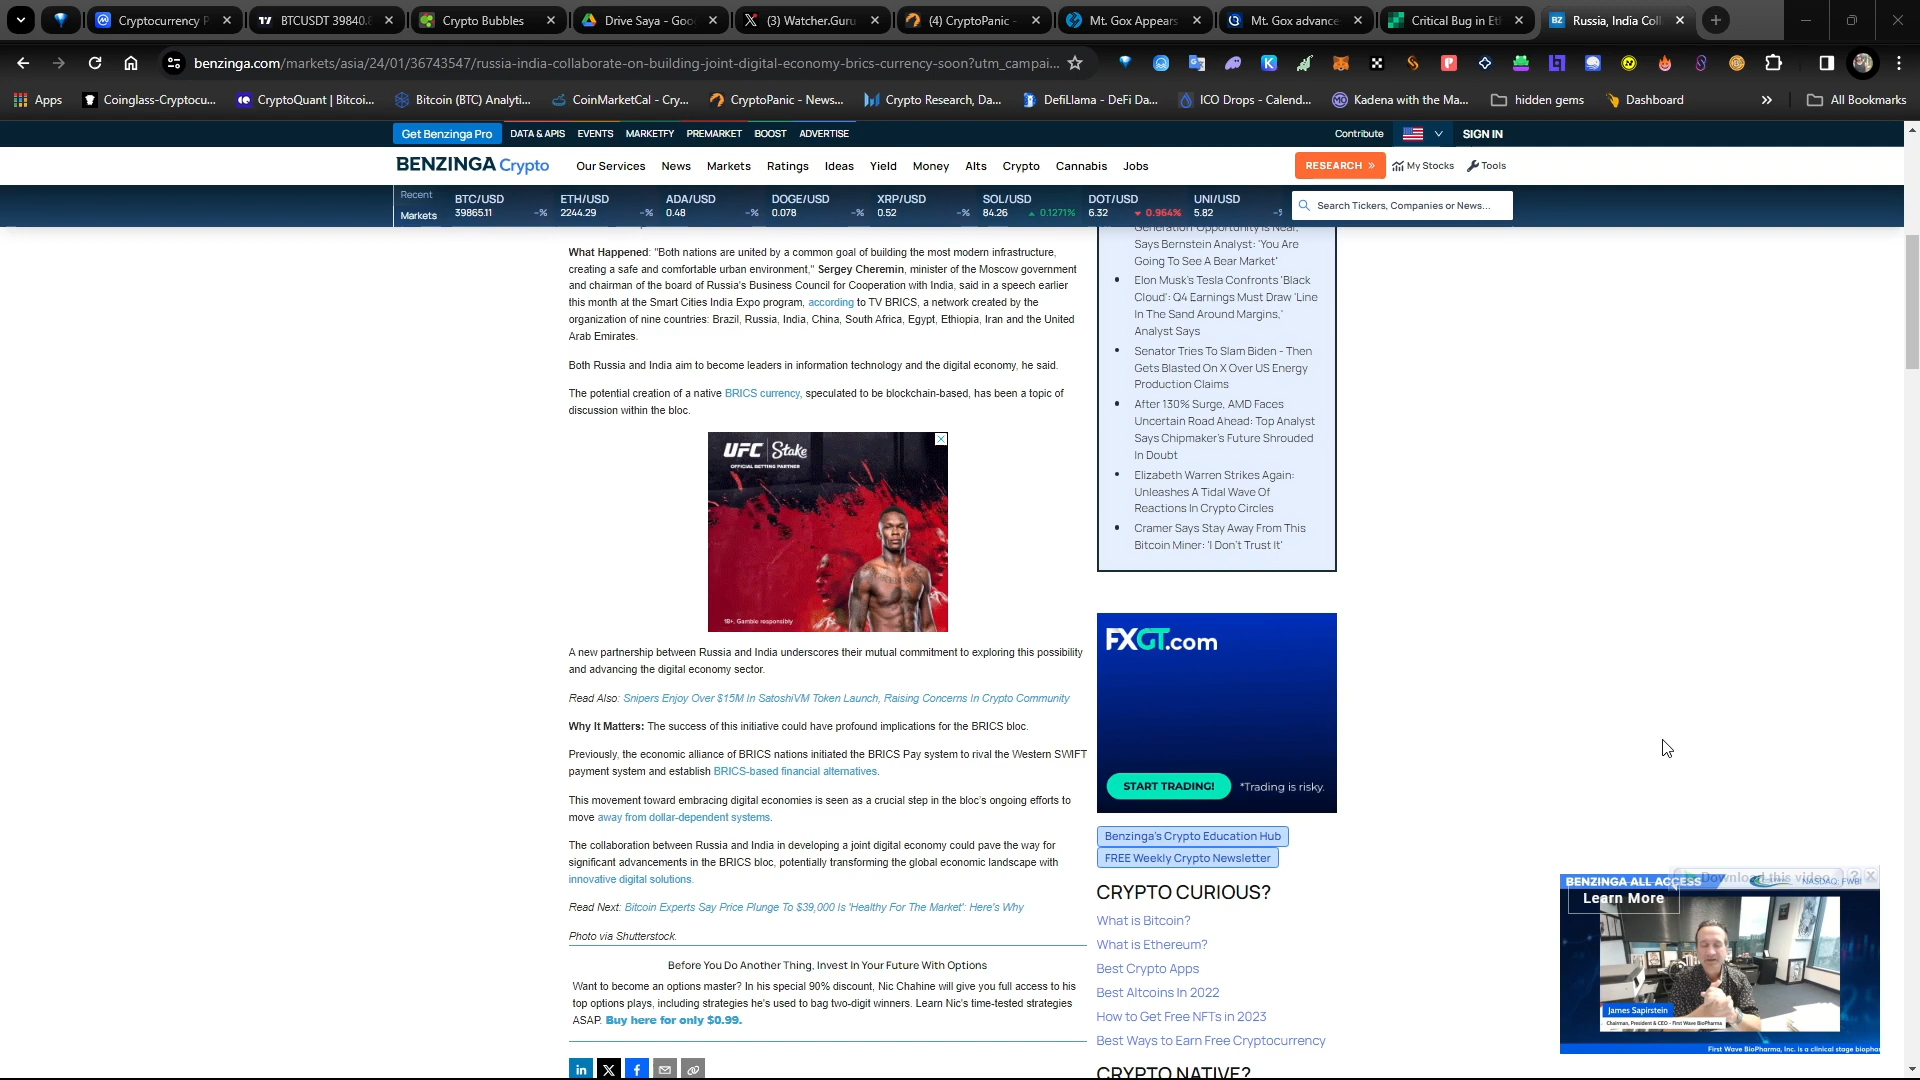 Cryptocurrency P
BTCUSDT 39840.
Crypto Bubbles
Drive Saya - Goo
(3) Watcher.Guru
(4) CryptoPanic -
Mt. Gox Appears
Mt. Gox advance
Critical Bug in Et
Russia, India Coll
benzinga.com/markets/asia/24/01/36743547/russia-india-collaborate-on-building-joint-digital-economy-brics-currency-soon?utm_campai...
Apps
Coinglass-Cryptocu...
CryptoQuant | Bitcoi...
Bitcoin (BTC) Analyti...
CoinMarketCal - Cry...
CryptoPanic - News...
Crypto Research, Da...
DefiLlama - DeFi Da...
ICO Drops - Calend...
Kadena with the Ma...
hidden gems
Dashboard
All Bookmarks
Get Benzinga Pro DATA & APIS EVENTS MARKETFY PREMARKET BOOST ADVERTISE
Contribute SIGN IN
BENZINGA Crypto
Our Services News Markets Ratings Ideas Yield Money Alts Crypto Cannabis Jobs
RESEARCH » My Stocks Tools
Recent Markets
BTC/USD 39865.11 -%
ETH/USD 2244.29 -%
ADA/USD 0.48 -%
DOGE/USD 0.078 -%
XRP/USD 0.52 -%
SOL/USD 84.26 ▲ 0.1271%
DOT/USD 6.32 ▼ 0.964%
UNI/USD 5.82
Search Tickers, Companies or News...
What Happened: "Both nations are united by a common goal of building the most modern infrastructure,
creating a safe and comfortable urban environment," Sergey Cheremin, minister of the Moscow government
and chairman of the board of Russia's Business Council for Cooperation with India, said in a speech earlier
this month at the Smart Cities India Expo program, according to TV BRICS, a network created by the
organization of nine countries: Brazil, Russia, India, China, South Africa, Egypt, Ethiopia, Iran and the United
Arab Emirates.
Both Russia and India aim to become leaders in information technology and the digital economy, he said.
The potential creation of a native BRICS currency, speculated to be blockchain-based, has been a topic of
discussion within the bloc.
UFC Stake
OFFICIAL BETTING PARTNER
18+. Gamble responsibly
A new partnership between Russia and India underscores their mutual commitment to exploring this possibility
and advancing the digital economy sector.
Read Also: Snipers Enjoy Over $15M In SatoshiVM Token Launch, Raising Concerns In Crypto Community
Why It Matters: The success of this initiative could have profound implications for the BRICS bloc.
Previously, the economic alliance of BRICS nations initiated the BRICS Pay system to rival the Western SWIFT
payment system and establish BRICS-based financial alternatives.
This movement toward embracing digital economies is seen as a crucial step in the bloc's ongoing efforts to
move away from dollar-dependent systems.
The collaboration between Russia and India in developing a joint digital economy could pave the way for
significant advancements in the BRICS bloc, potentially transforming the global economic landscape with
innovative digital solutions.
Read Next: Bitcoin Experts Say Price Plunge To $39,000 Is 'Healthy For The Market': Here's Why
Photo via Shutterstock.
Before You Do Another Thing, Invest In Your Future With Options
Want to become an options master? In his special 90% discount, Nic Chahine will give you full access to his
top options plays, including strategies he's used to bag two-digit winners. Learn Nic's time-tested strategies
ASAP. Buy here for only $0.99.
Generation' Opportunity Is Near,
Says Bernstein Analyst: 'You Are
Going To See A Bear Market'
Elon Musk's Tesla Confronts 'Black
Cloud': Q4 Earnings Must Draw 'Line
In The Sand Around Margins,'
Analyst Says
Senator Tries To Slam Biden - Then
Gets Blasted On X Over US Energy
Production Claims
After 130% Surge, AMD Faces
Uncertain Road Ahead: Top Analyst
Says Chipmaker's Future Shrouded
In Doubt
Elizabeth Warren Strikes Again:
Unleashes A Tidal Wave Of
Reactions In Crypto Circles
Cramer Says Stay Away From This
Bitcoin Miner: 'I Don't Trust It'
FXGT.com
START TRADING! *Trading is risky.
Benzinga's Crypto Education Hub
FREE Weekly Crypto Newsletter
CRYPTO CURIOUS?
What is Bitcoin?
What is Ethereum?
Best Crypto Apps
Best Altcoins In 2022
How to Get Free NFTs in 2023
Best Ways to Earn Free Cryptocurrency
CRYPTO NATIVE?
Download this video
BENZINGA ALL ACCESS NASDAQ: FWBI
Learn More
James Sapirstein
Chairman, President & CEO - First Wave BioPharma
First Wave BioPharma, Inc. is a clinical stage biophar